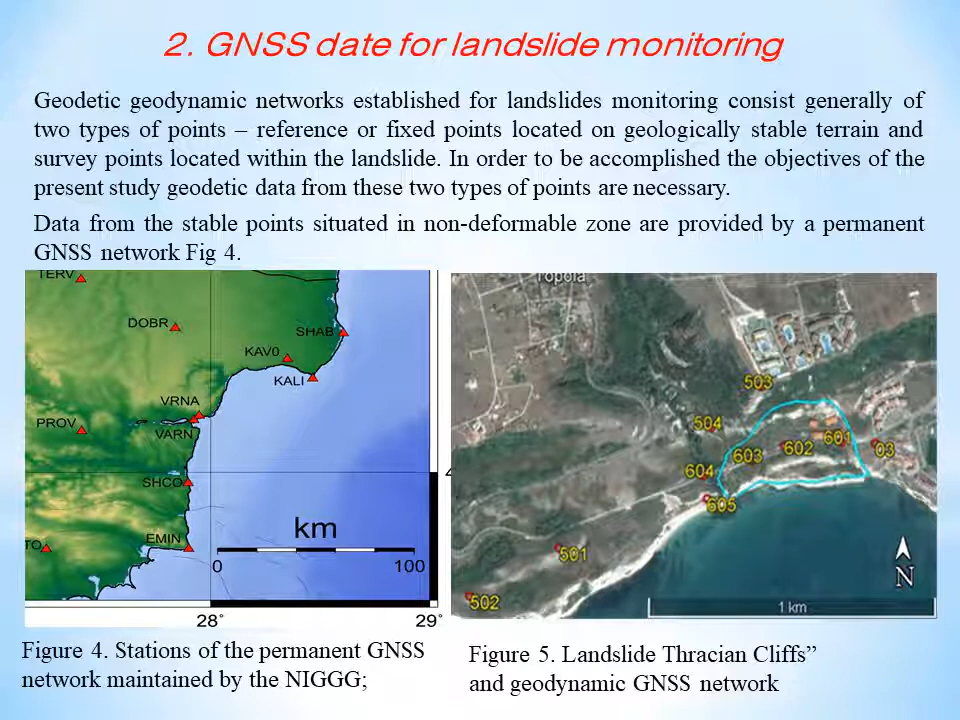 2. GNSS date for landslide monitoring
Geodetic geodynamic networks established for landslides monitoring consist generally of
two types of points – reference or fixed points located on geologically stable terrain and
survey points located within the landslide. In order to be accomplished the objectives of the
present study geodetic data from these two types of points are necessary.
Data from the stable points situated in non-deformable zone are provided by a permanent
GNSS network Fig 4.
TERV
DOBR
SHAB
KAV0
KALI
VRNA
PROV
VARN
SHCO
EMIN
TO
km
0 100
28° 29°
4
Topola
503
504
601
602
03
603
604
605
501
502
N
1 km
Figure 4. Stations of the permanent GNSS
network maintained by the NIGGG;
Figure 5. Landslide Thracian Cliffs”
and geodynamic GNSS network